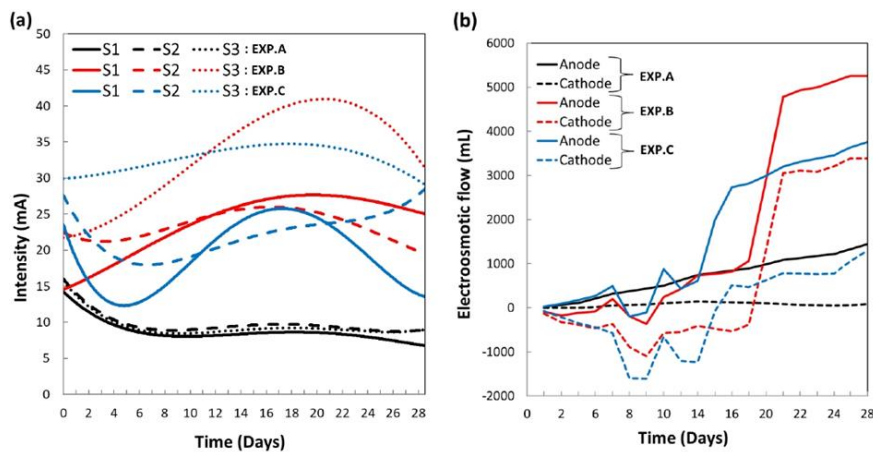 (a)
S1 S2 S3 : EXP.A
S1 S2 S3 : EXP.B
S1 S2 S3 : EXP.C
50
45
40
35
30
25
20
15
10
5
0
Intensity (mA)
0 2 4 6 8 10 12 14 16 18 20 22 24 26 28
Time (Days)
(b)
Anode
Cathode
EXP.A
Anode
Cathode
EXP.B
Anode
Cathode
EXP.C
6000
5000
4000
3000
2000
1000
0
-1000
-2000
Electroosmotic flow (mL)
0 2 4 6 8 10 12 14 16 18 20 22 24 26 28
Time (Days)